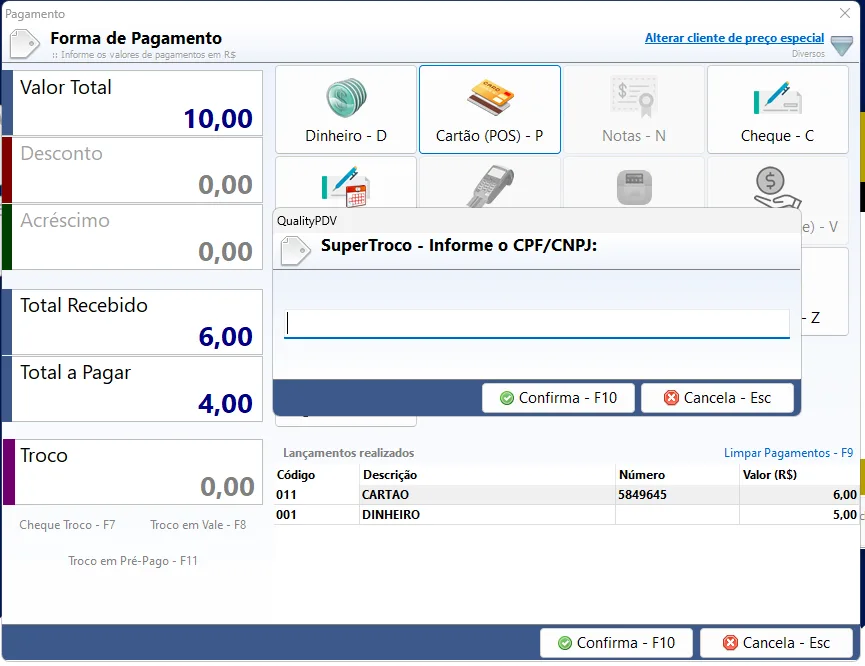 Pagamento
Forma de Pagamento
:: Informe os valores de pagamentos em R$
Alterar cliente de preço especial
Diversos
Valor Total
10,00
Desconto
0,00
Acréscimo
0,00
Total Recebido
6,00
Total a Pagar
4,00
Troco
0,00
Cheque Troco - F7 Troco em Vale - F8
Troco em Pré-Pago - F11
Dinheiro - D Cartão (POS) - P Notas - N Cheque - C
e) - V
- Z
QualityPDV
SuperTroco - Informe o CPF/CNPJ:
Confirma - F10 Cancela - Esc
Lançamentos realizados Limpar Pagamentos - F9
Código Descrição Número Valor (R$)
011 CARTAO 5849645 6,00
001 DINHEIRO 5,00
Confirma - F10 Cancela - Esc